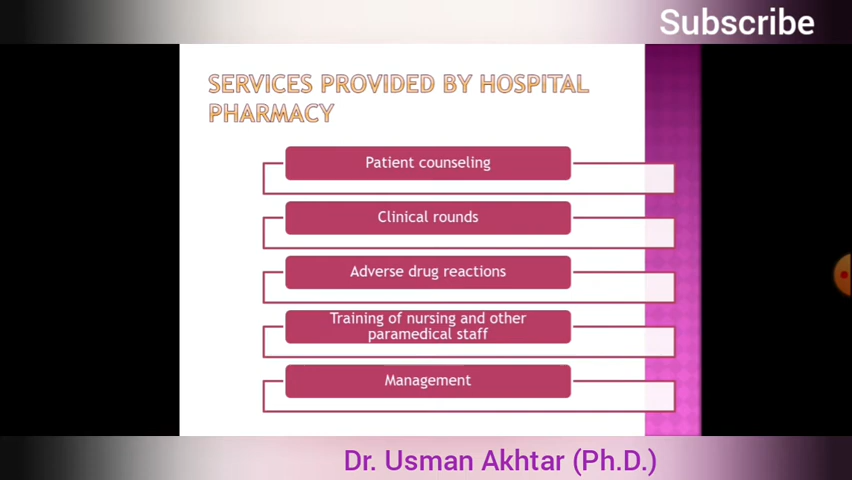 Subscribe
SERVICES PROVIDED BY HOSPITAL
PHARMACY
Patient counseling
Clinical rounds
Adverse drug reactions
Training of nursing and other
paramedical staff
Management
Dr. Usman Akhtar (Ph.D.)